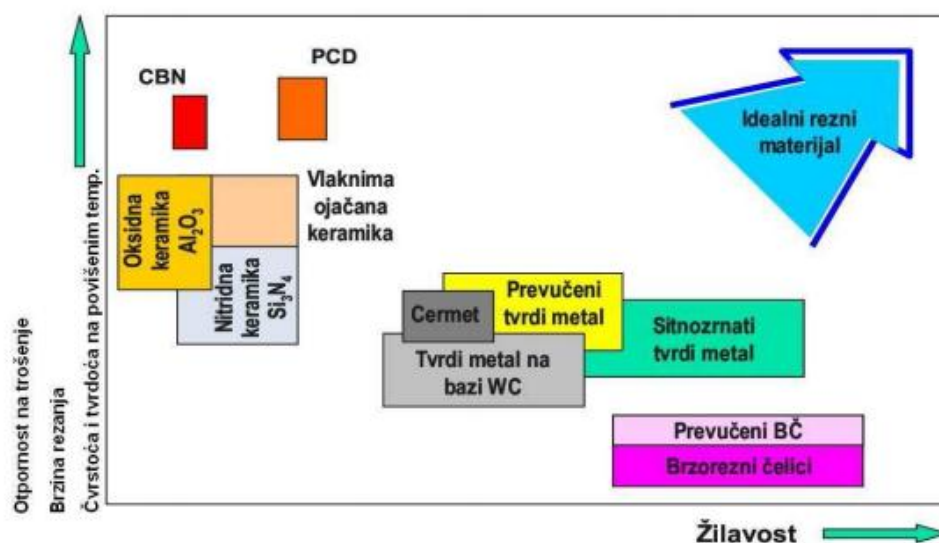 Otpornost na trošenje
Brzina rezanja
Čvrstoća i tvrdoća na povišenim temp.
CBN
PCD
Idealni rezni
materijal
Oksidna
keramika
Al₂O₃
Vlaknima
ojačana
keramika
Nitridna
keramika
Si₃N₄
Prevučeni
tvrdi metal
Cermet
Sitnozrnati
tvrdi metal
Tvrdi metal na
bazi WC
Prevučeni BČ
Brzorezni čelici
Žilavost